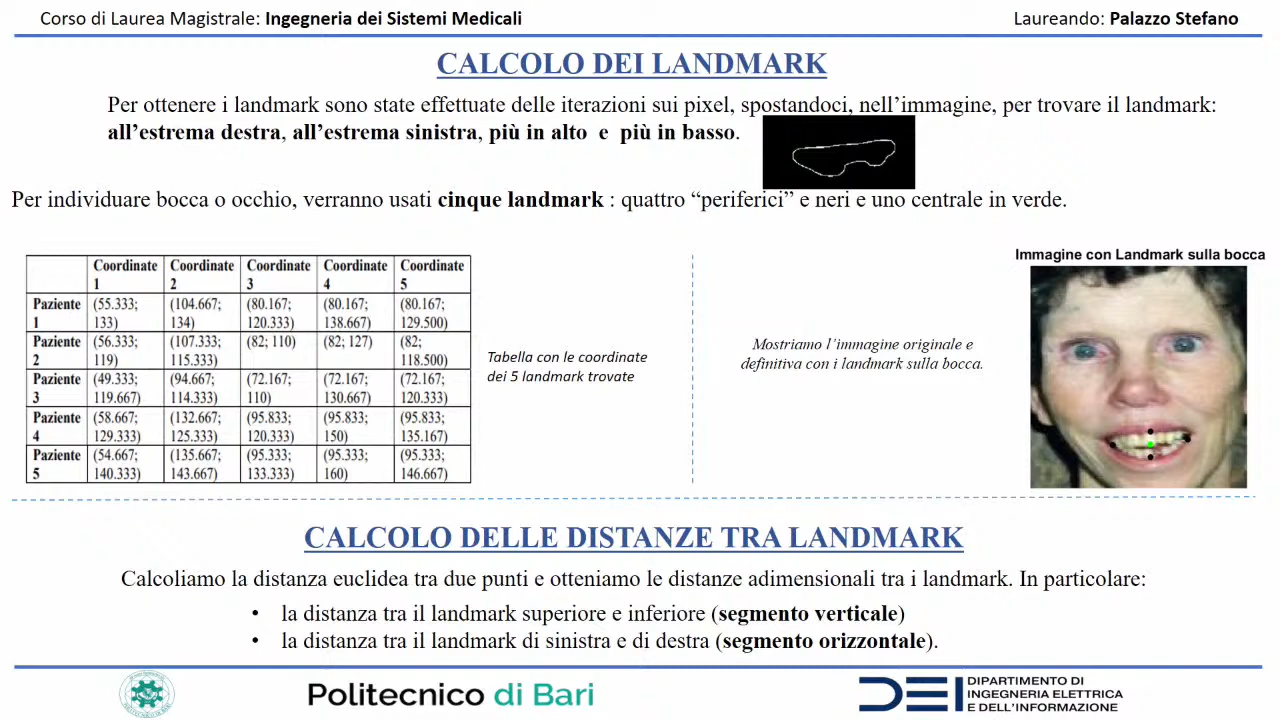 Corso di Laurea Magistrale: Ingegneria dei Sistemi Medicali
Laureando: Palazzo Stefano
CALCOLO DEI LANDMARK
Per ottenere i landmark sono state effettuate delle iterazioni sui pixel, spostandoci, nell’immagine, per trovare il landmark:
all’estrema destra, all’estrema sinistra, più in alto e più in basso.
Per individuare bocca o occhio, verranno usati cinque landmark : quattro “periferici” e neri e uno centrale in verde.
Coordinate 1 Coordinate 2 Coordinate 3 Coordinate 4 Coordinate 5
Paziente 1 (55.333; 133) (104.667; 134) (80.167; 120.333) (80.167; 138.667) (80.167; 129.500)
Paziente 2 (56.333; 119) (107.333; 115.333) (82; 110) (82; 127) (82; 118.500)
Paziente 3 (49.333; 119.667) (94.667; 114.333) (72.167; 110) (72.167; 130.667) (72.167; 120.333)
Paziente 4 (58.667; 129.333) (132.667; 125.333) (95.833; 120.333) (95.833; 150) (95.833; 135.167)
Paziente 5 (54.667; 140.333) (135.667; 143.667) (95.333; 133.333) (95.333; 160) (95.333; 146.667)
Tabella con le coordinate
dei 5 landmark trovate
Mostriamo l’immagine originale e
definitiva con i landmark sulla bocca.
Immagine con Landmark sulla bocca
CALCOLO DELLE DISTANZE TRA LANDMARK
Calcoliamo la distanza euclidea tra due punti e otteniamo le distanze adimensionali tra i landmark. In particolare:
• la distanza tra il landmark superiore e inferiore (segmento verticale)
• la distanza tra il landmark di sinistra e di destra (segmento orizzontale).
Politecnico di Bari
DEI
DIPARTIMENTO DI
INGEGNERIA ELETTRICA
E DELL'INFORMAZIONE